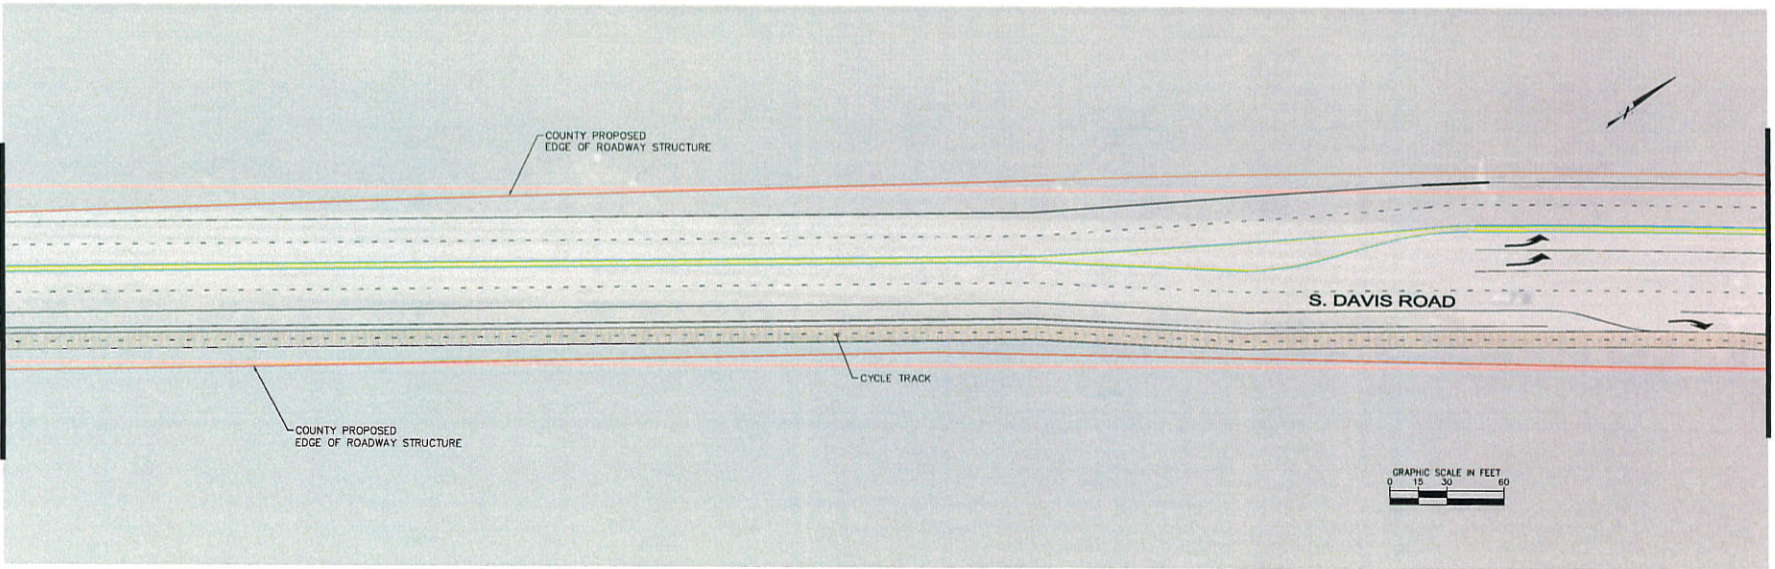 COUNTY PROPOSED
EDGE OF ROADWAY STRUCTURE
S. DAVIS ROAD
CYCLE TRACK
COUNTY PROPOSED
EDGE OF ROADWAY STRUCTURE
GRAPHIC SCALE IN FEET
0 15 30 60